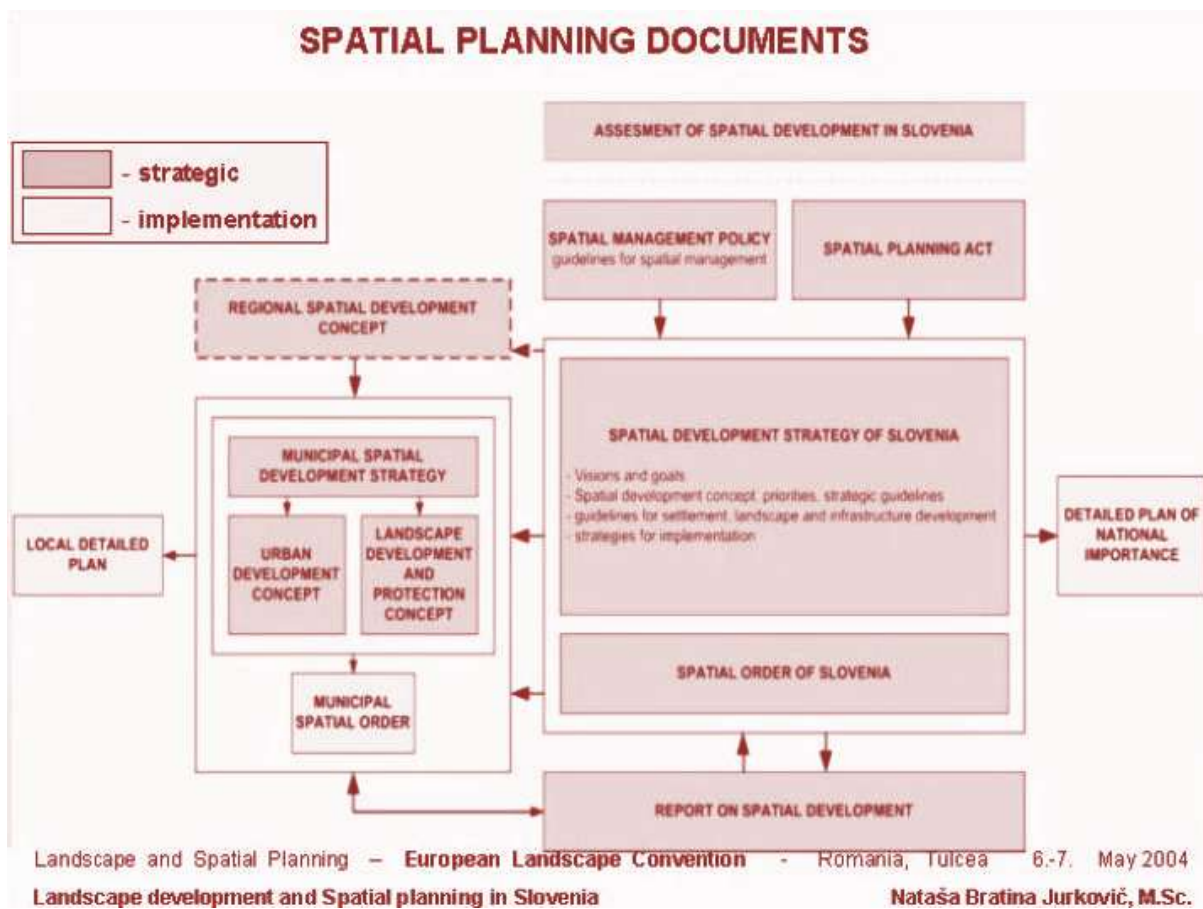 SPATIAL PLANNING DOCUMENTS
ASSESMENT OF SPATIAL DEVELOPMENT IN SLOVENIA
- strategic
- implementation
SPATIAL MANAGEMENT POLICY
guidelines for spatial management
SPATIAL PLANNING ACT
REGIONAL SPATIAL DEVELOPMENT
CONCEPT
SPATIAL DEVELOPMENT STRATEGY OF SLOVENIA
- Visions and goals
- Spatial development concept, priorities, strategic guidelines
- guidelines for settlement, landscape and infrastructure development
- strategies for implementation
MUNICIPAL SPATIAL
DEVELOPMENT STRATEGY
URBAN
DEVELOPMENT
CONCEPT
LANDSCAPE
DEVELOPMENT
AND
PROTECTION
CONCEPT
LOCAL DETAILED
PLAN
DETAILED PLAN OF
NATIONAL
IMPORTANCE
MUNICIPAL
SPATIAL ORDER
SPATIAL ORDER OF SLOVENIA
REPORT ON SPATIAL DEVELOPMENT
Landscape and Spatial Planning – European Landscape Convention - Romania, Tulcea 6.-7. May 2004
Landscape development and Spatial planning in Slovenia Nataša Bratina Jurkovič, M.Sc.